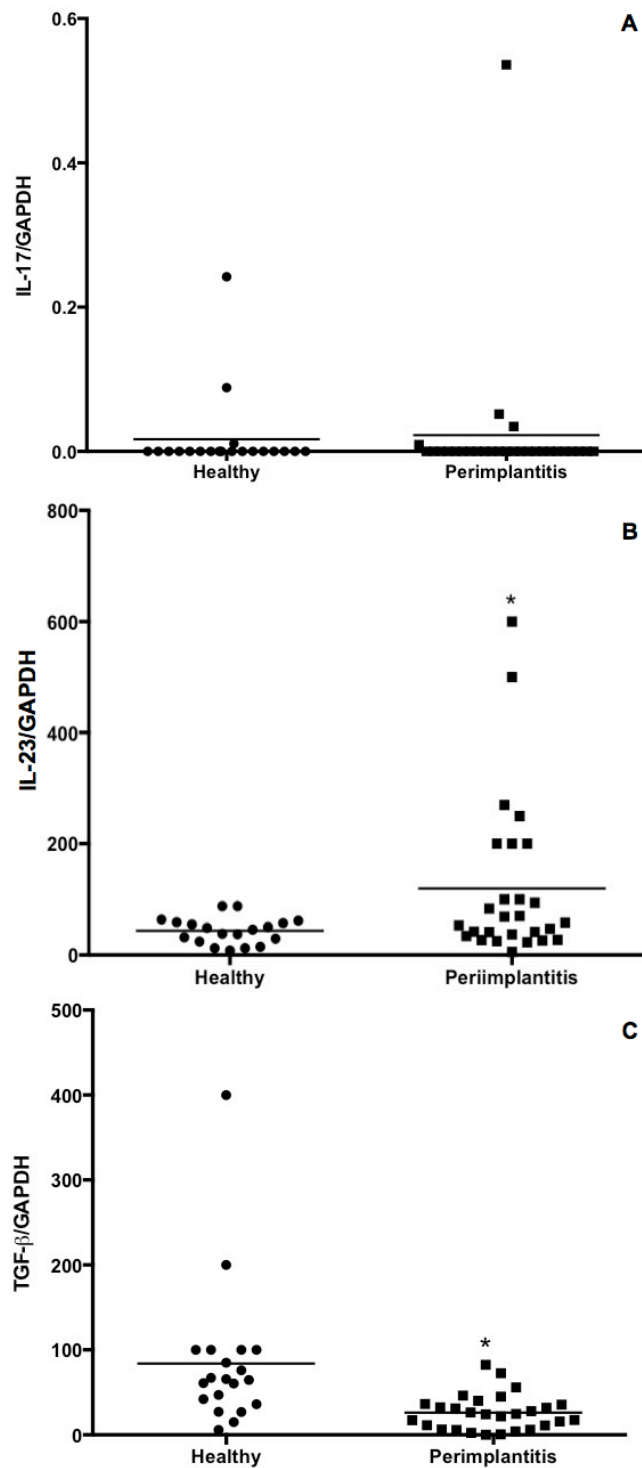 A
0.6
0.4
0.2
0.0
IL-17/GAPDH
Healthy
Perimplantitis
B
800
600
400
200
0
IL-23/GAPDH
*
Healthy
Periimplantitis
C
500
400
300
200
100
0
TGF-β/GAPDH
*
Healthy
Perimplantitis